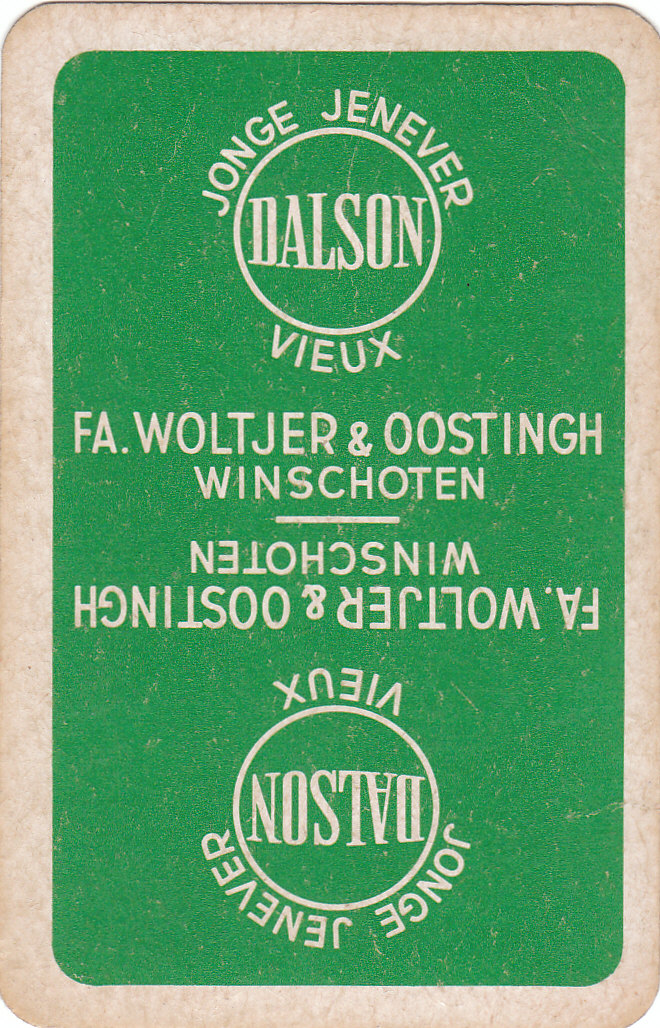 JONGE JENEVER
DALSON
VIEUX
FA. WOLTJER & OOSTINGH
WINSCHOTEN
WINSCHOTEN
FA. WOLTJER & OOSTINGH
VIEUX
DALSON
JONGE JENEVER